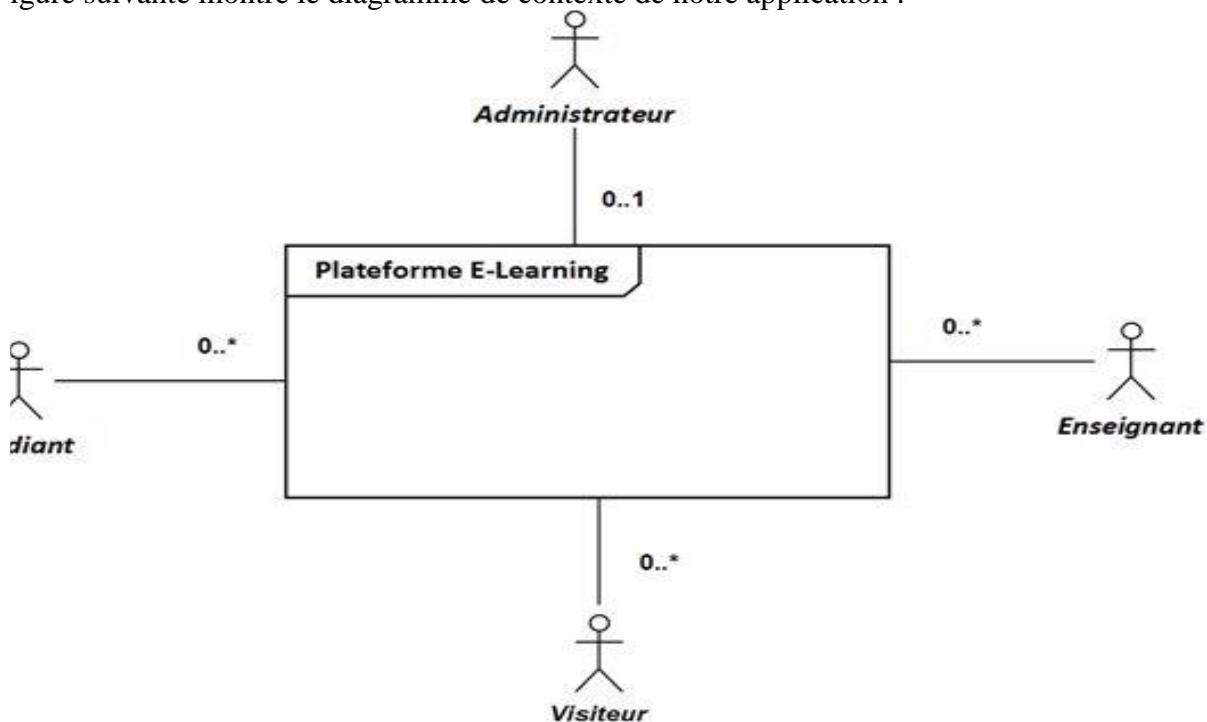 igure suivante montre le diagramme de contexte de notre application :
Administrateur
0..1
Plateforme E-Learning
0..*
0..*
diant
Enseignant
0..*
Visiteur